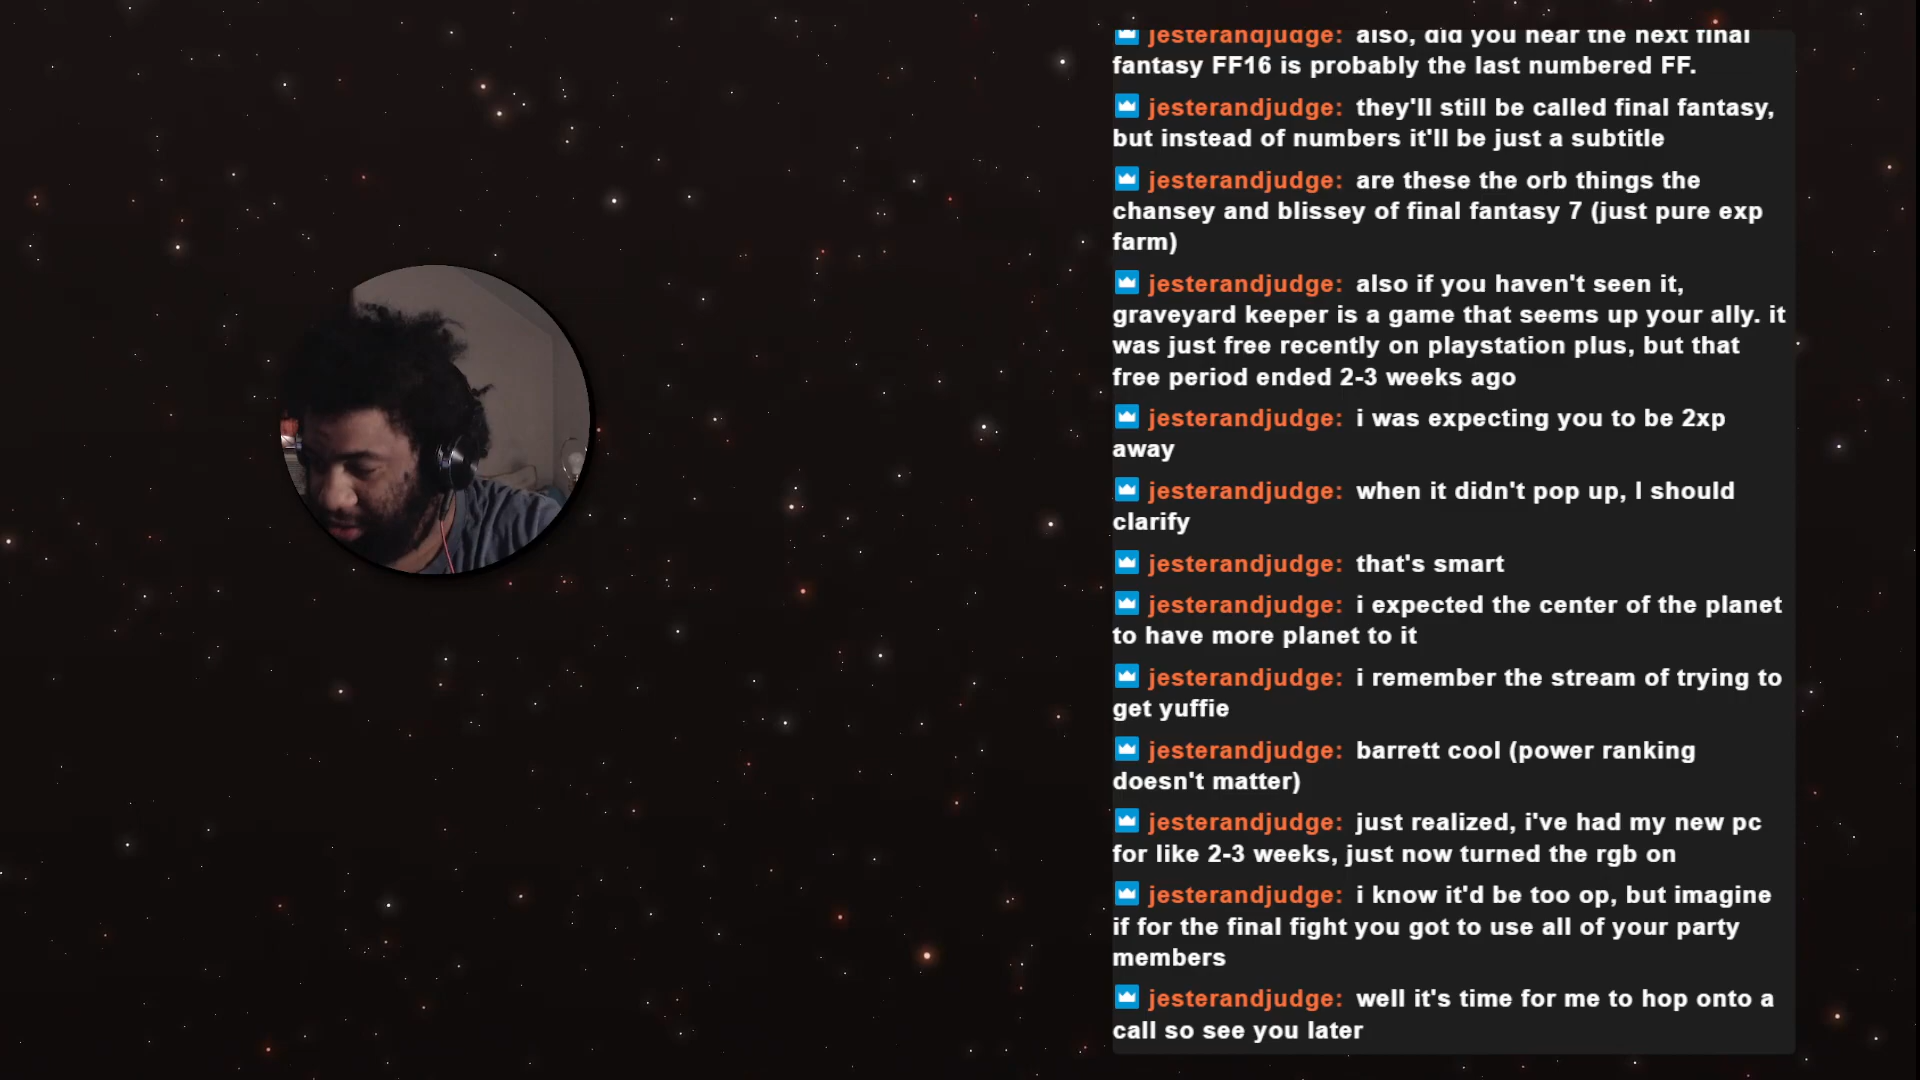 jesterandjudge: also, did you hear the next final
fantasy FF16 is probably the last numbered FF.
jesterandjudge: they'll still be called final fantasy,
but instead of numbers it'll be just a subtitle
jesterandjudge: are these the orb things the
chansey and blissey of final fantasy 7 (just pure exp
farm)
jesterandjudge: also if you haven't seen it,
graveyard keeper is a game that seems up your ally. it
was just free recently on playstation plus, but that
free period ended 2-3 weeks ago
jesterandjudge: i was expecting you to be 2xp
away
jesterandjudge: when it didn't pop up, I should
clarify
jesterandjudge: that's smart
jesterandjudge: i expected the center of the planet
to have more planet to it
jesterandjudge: i remember the stream of trying to
get yuffie
jesterandjudge: barrett cool (power ranking
doesn't matter)
jesterandjudge: just realized, i've had my new pc
for like 2-3 weeks, just now turned the rgb on
jesterandjudge: i know it'd be too op, but imagine
if for the final fight you got to use all of your party
members
jesterandjudge: well it's time for me to hop onto a
call so see you later